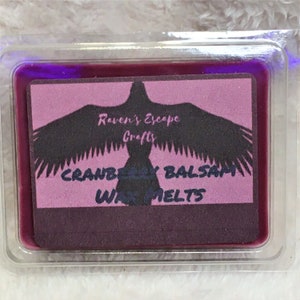 Raven's Escape
Crafts
CRANBERRY BALSAM
WAX MELTS